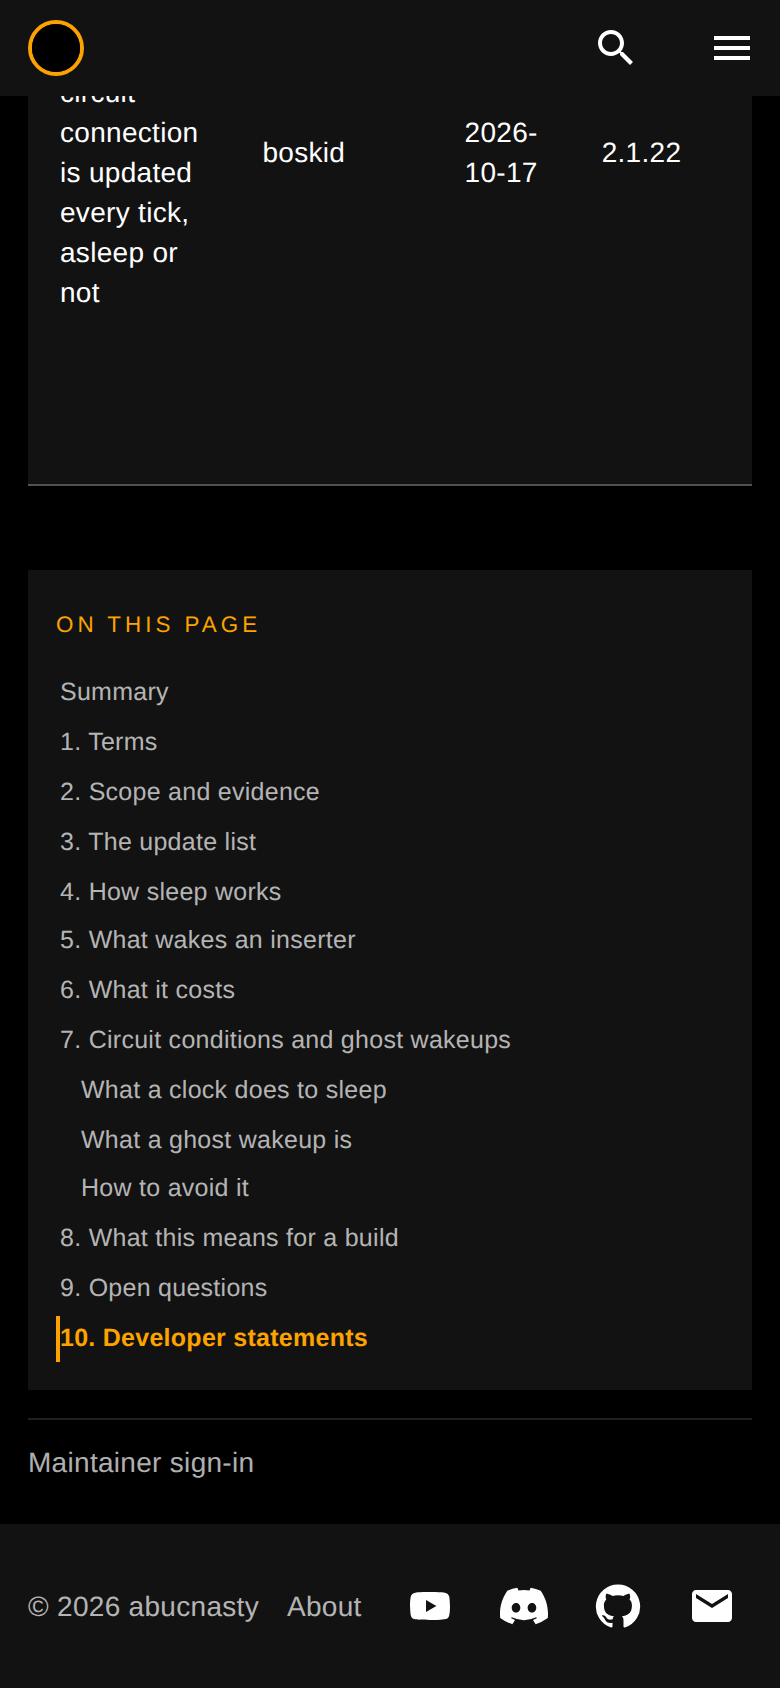 circuit
connection
is updated
every tick,
asleep or
not
boskid
2026-
10-17
2.1.22
ON THIS PAGE
Summary
1. Terms
2. Scope and evidence
3. The update list
4. How sleep works
5. What wakes an inserter
6. What it costs
7. Circuit conditions and ghost wakeups
What a clock does to sleep
What a ghost wakeup is
How to avoid it
8. What this means for a build
9. Open questions
10. Developer statements
Maintainer sign-in
© 2026 abucnasty About